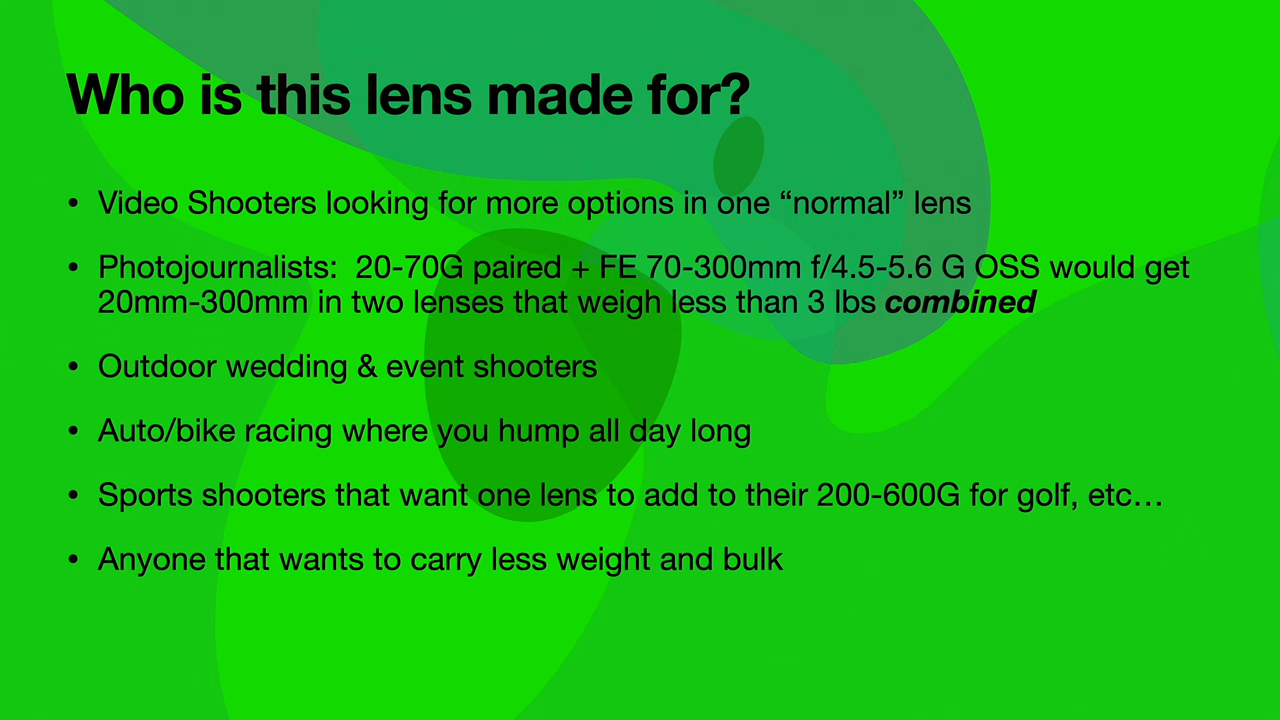 Who is this lens made for?
• Video Shooters looking for more options in one “normal” lens
• Photojournalists:  20-70G paired + FE 70-300mm f/4.5-5.6 G OSS would get
20mm-300mm in two lenses that weigh less than 3 lbs combined
• Outdoor wedding & event shooters
• Auto/bike racing where you hump all day long
• Sports shooters that want one lens to add to their 200-600G for golf, etc…
• Anyone that wants to carry less weight and bulk